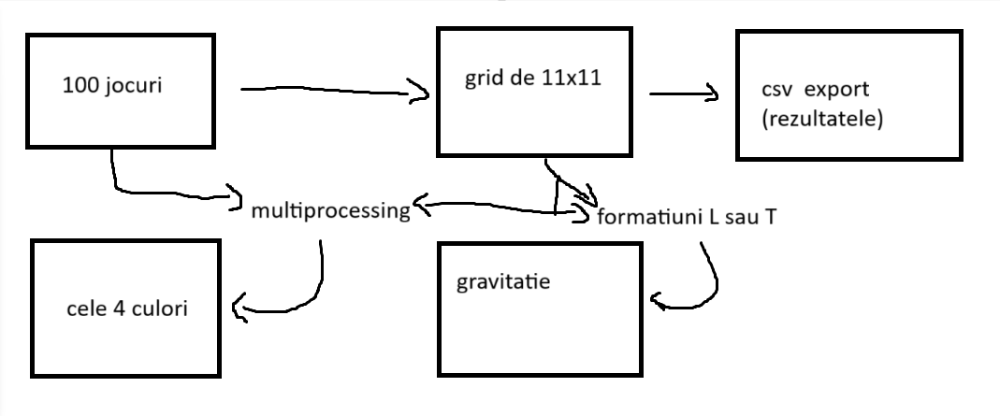 100 jocuri
grid de 11x11
csv  export
(rezultatele)
multiprocessing
formatiuni L sau T
cele 4 culori
gravitatie